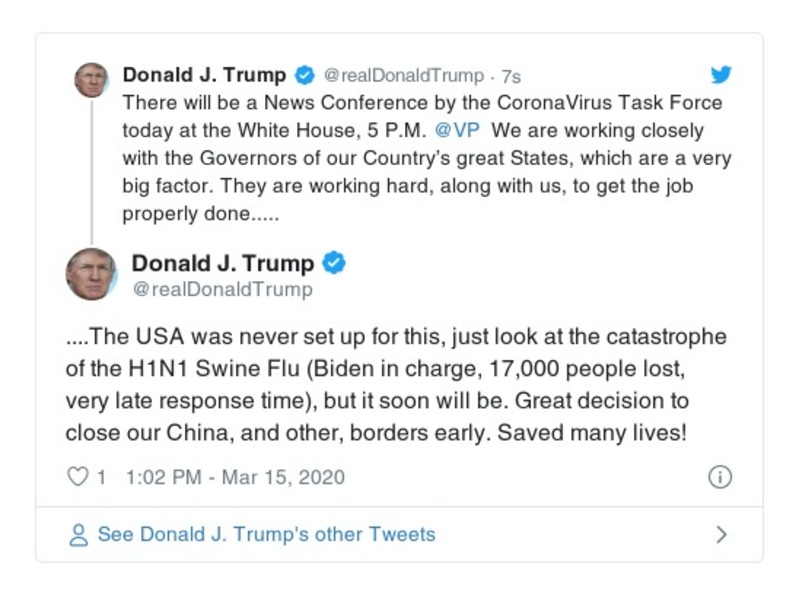 Donald J. Trump @realDonaldTrump · 7s
There will be a News Conference by the CoronaVirus Task Force
today at the White House, 5 P.M. @VP We are working closely
with the Governors of our Country's great States, which are a very
big factor. They are working hard, along with us, to get the job
properly done.....
Donald J. Trump
@realDonaldTrump
....The USA was never set up for this, just look at the catastrophe
of the H1N1 Swine Flu (Biden in charge, 17,000 people lost,
very late response time), but it soon will be. Great decision to
close our China, and other, borders early. Saved many lives!
1 1:02 PM - Mar 15, 2020
See Donald J. Trump's other Tweets